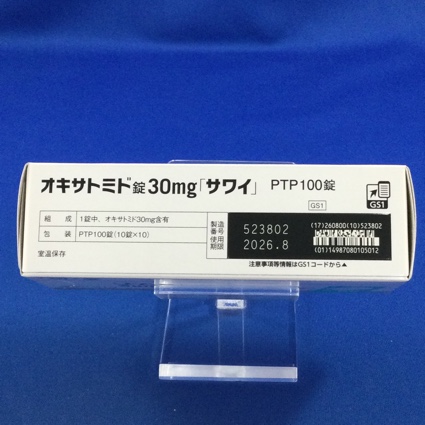 オキサトミド錠30mg「サワイ」 PTP100錠
GS1
GS1
組 成 1錠中、オキサトミド30mg含有
包 装 PTP100錠(10錠×10)
室温保存
製造番号 523802
使用期限 2026.8
(17)260800(10)523802
(01)14987080105012
注意事項等情報はGS1コードから▲